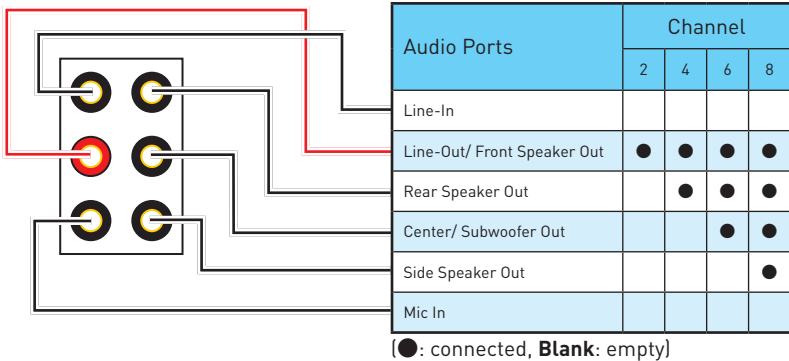 Audio Ports
Channel
2 4 6 8
Line-In
Line-Out/ Front Speaker Out ● ● ● ●
Rear Speaker Out ● ● ●
Center/ Subwoofer Out ● ●
Side Speaker Out ●
Mic In
(●: connected, Blank: empty)